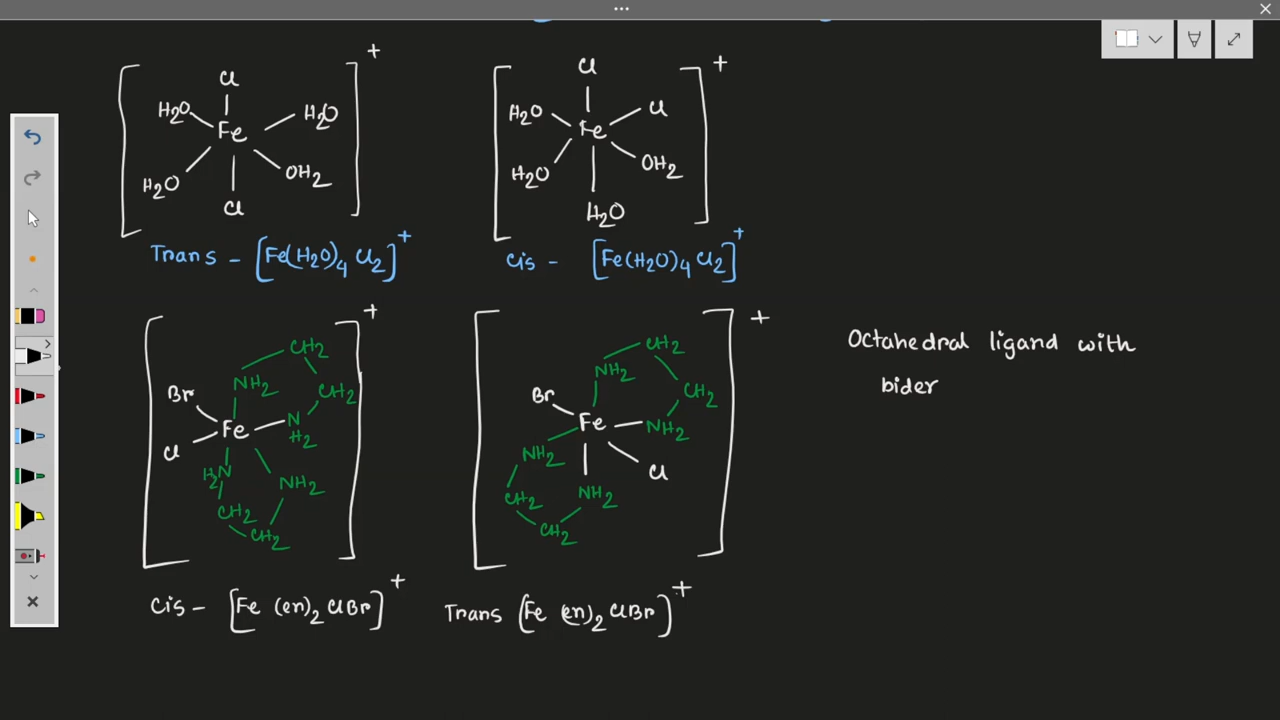 +
+
Cl
Cl
H2O
H2O
H2O
Cl
Fe
Fe
H2O
OH2
H2O
OH2
Cl
H2O
Trans - [Fe(H2O)4 Cl2]+
Cis - [Fe(H2O)4 Cl2]+
+
+
CH2
CH2
NH2
CH2
NH2
CH2
Br
Br
Fe
N
H2
Fe
NH2
Cl
Cl
H2N
NH2
NH2
NH2
CH2
CH2
CH2
CH2
Cis - [Fe (en)2 ClBr]+
Trans [Fe (en)2 ClBr]+
Octahedral ligand with
bider